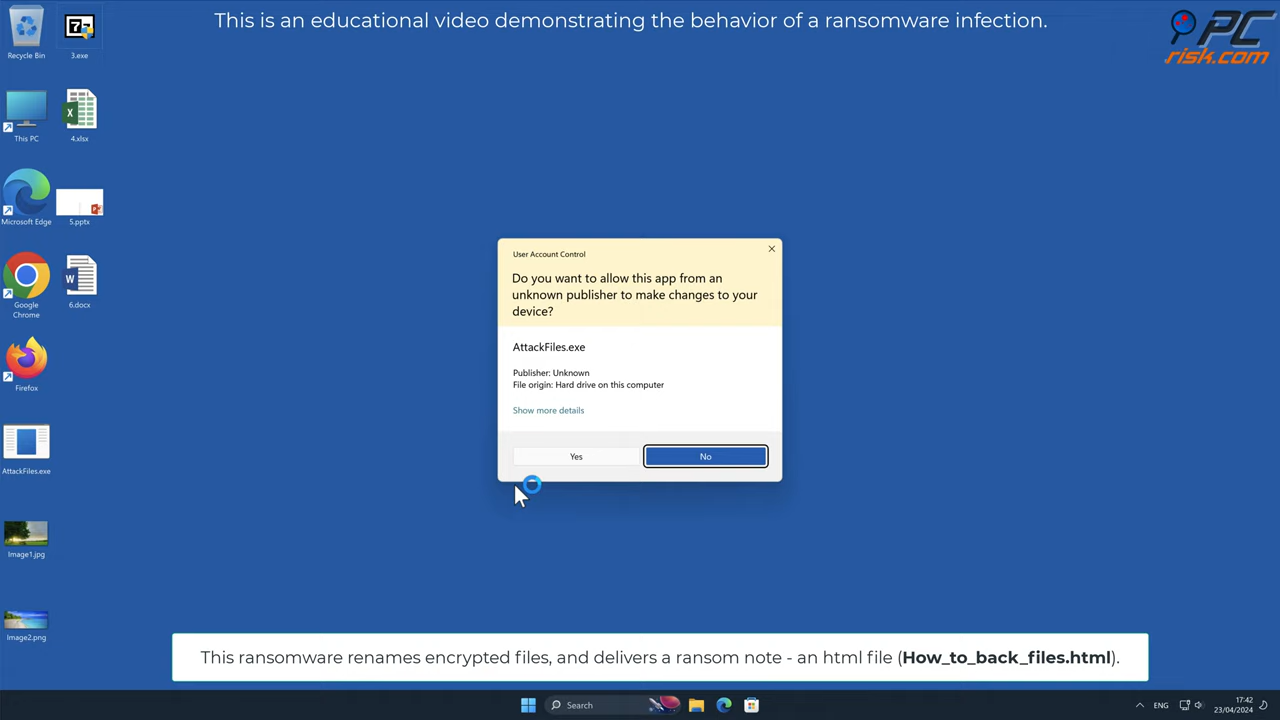 This is an educational video demonstrating the behavior of a ransomware infection.
PC
risk.com
Recycle Bin
3.exe
This PC
4.xlsx
Microsoft Edge
5.pptx
Google
Chrome
6.docx
Firefox
AttackFiles.exe
Image1.jpg
Image2.png
User Account Control
Do you want to allow this app from an
unknown publisher to make changes to your
device?
AttackFiles.exe
Publisher: Unknown
File origin: Hard drive on this computer
Show more details
Yes
No
This ransomware renames encrypted files, and delivers a ransom note - an html file (How_to_back_files.html).
Search
ENG
17:42
23/04/2024